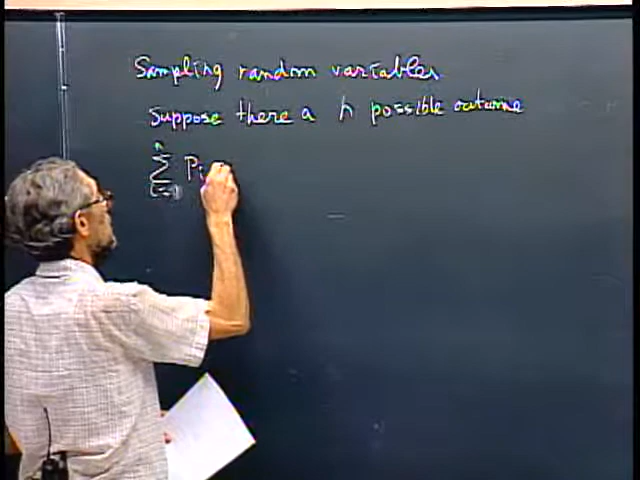 Sampling random variables
Suppose there a n possible outcome
n
∑ Pi
i=